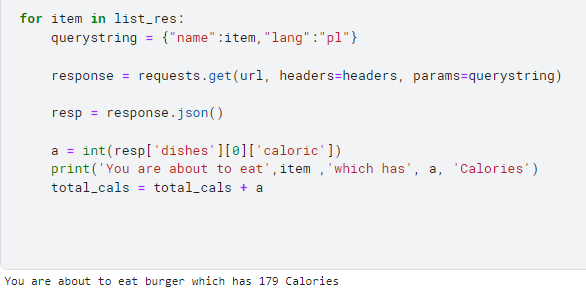 for item in list_res:
    querystring = {"name":item,"lang":"pl"}
    response = requests.get(url, headers=headers, params=querystring)
    resp = response.json()
    a = int(resp['dishes'][0]['caloric'])
    print('You are about to eat',item ,'which has', a, 'Calories')
    total_cals = total_cals + a
You are about to eat burger which has 179 Calories